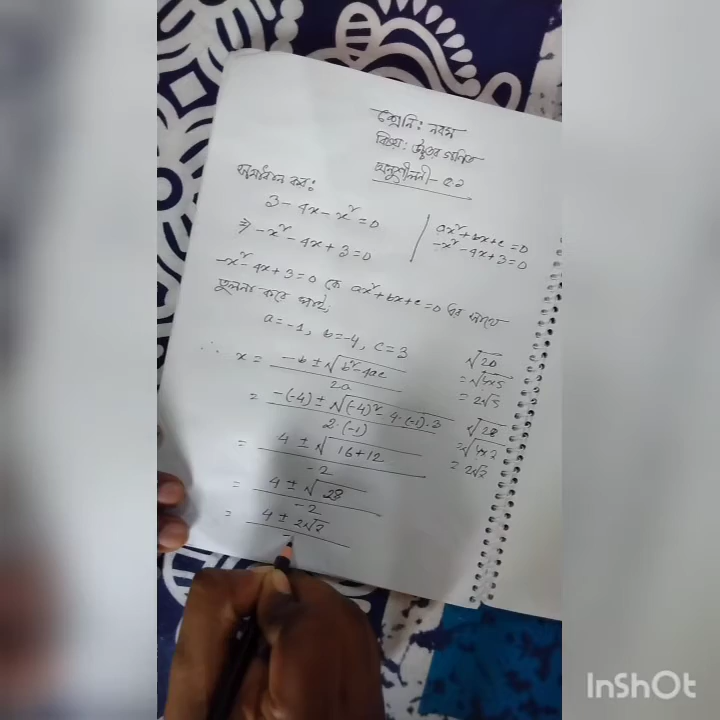 শ্রেনি: নবম
বিষয়: উচ্চতর গনিত
অনুশীলনী - ৫.২
সমাধান কর:
3 - 4x - x² = 0
⇒ -x² - 4x + 3 = 0
ax² + bx + c = 0
-x² - 4x + 3 = 0
-x² - 4x + 3 = 0 কে ax² + bx + c = 0 এর সাথে
তুলনা করে পাই,
a = -1, b = -4, c = 3
∴ x = (-b ± √(b² - 4ac)) / 2a
= (-(-4) ± √((-4)² - 4·(-1)·3)) / 2·(-1)
= (4 ± √(16 + 12)) / -2
= (4 ± √28) / -2
= (4 ± 2√7) / -
√20
= √(4×5)
= 2√5
√28
= √(4×7)
= 2√7
InShOt